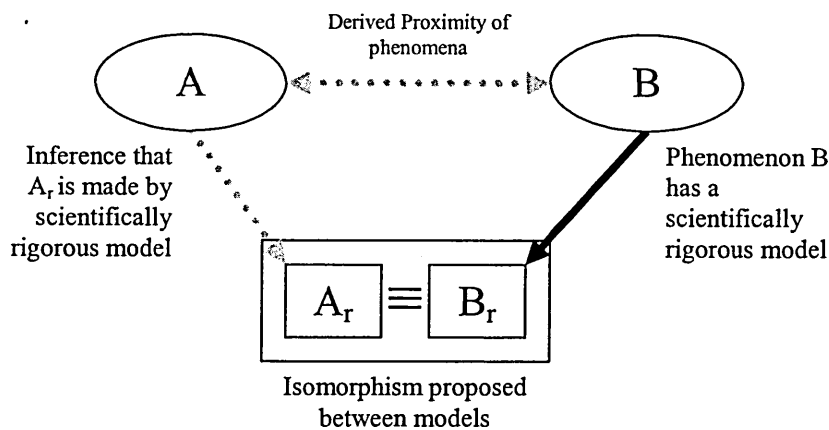 Derived Proximity of
phenomena
A
B
Inference that
Aᵣ is made by
scientifically
rigorous model
Phenomenon B
has a
scientifically
rigorous model
Aᵣ ≡ Bᵣ
Isomorphism proposed
between models